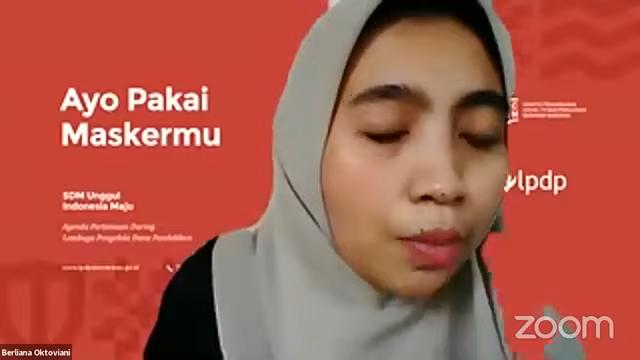 Ayo Pakai
Maskermu
SDM Unggul
Indonesia Maju
Agenda Pertemuan Daring
Lembaga Pengelola Dana Pendidikan
lpdp
zoom
Berliana Oktoviani